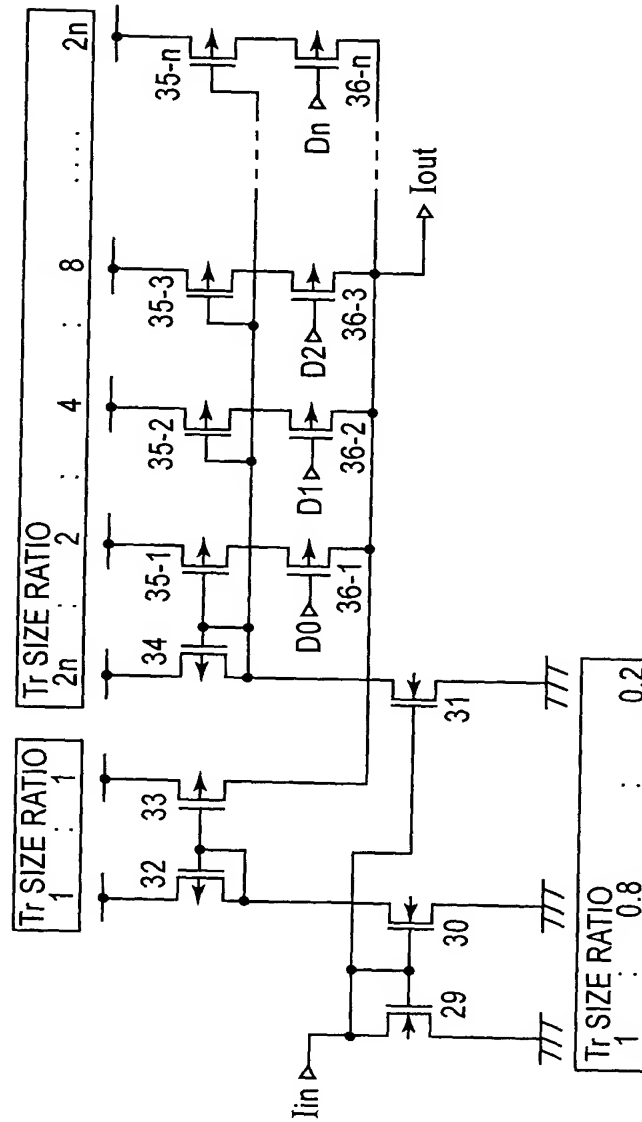 Tr SIZE RATIO
1 : 1
Tr SIZE RATIO
2n : 2 : 4 : 8 ..... 2n
32
33
34
35-1
35-2
35-3
35-n
D0
36-1
D1
36-2
D2
36-3
Dn
36-n
Iin
29
30
31
Iout
Tr SIZE RATIO
1 : 0.8 : 0.2